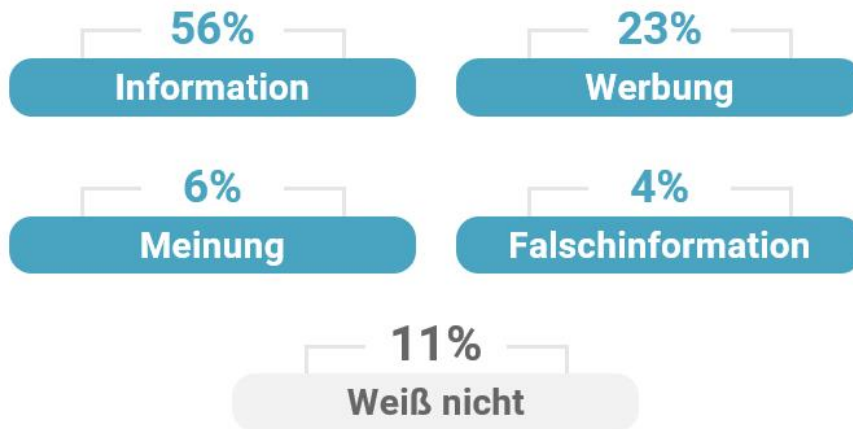 56% 23%
Information Werbung
6% 4%
Meinung Falschinformation
11%
Weiß nicht